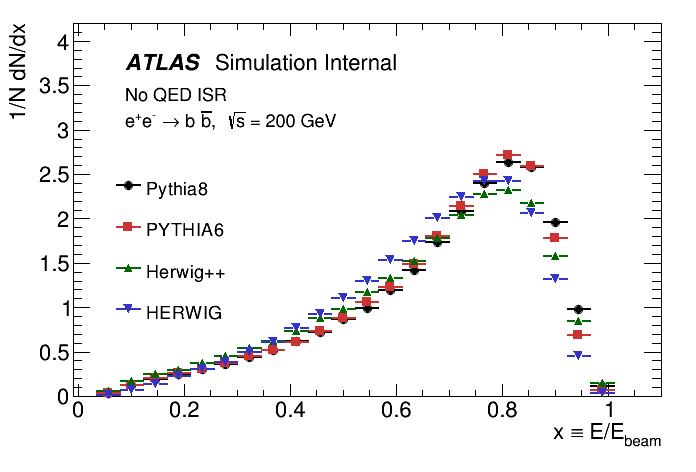 1/N dN/dx
4
3.5
3
2.5
2
1.5
1
0.5
0
ATLAS Simulation Internal
No QED ISR
e⁺e⁻ → b b̅, √s = 200 GeV
Pythia8
PYTHIA6
Herwig++
HERWIG
0 0.2 0.4 0.6 0.8 1
x ≡ E/E_beam